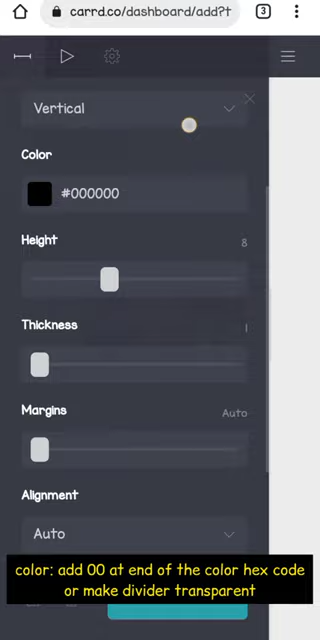 carrd.co/dashboard/add?t
3
Vertical
Color
#000000
Height
8
Thickness
1
Margins
Auto
Alignment
Auto
color: add 00 at end of the color hex code
or make divider transparent